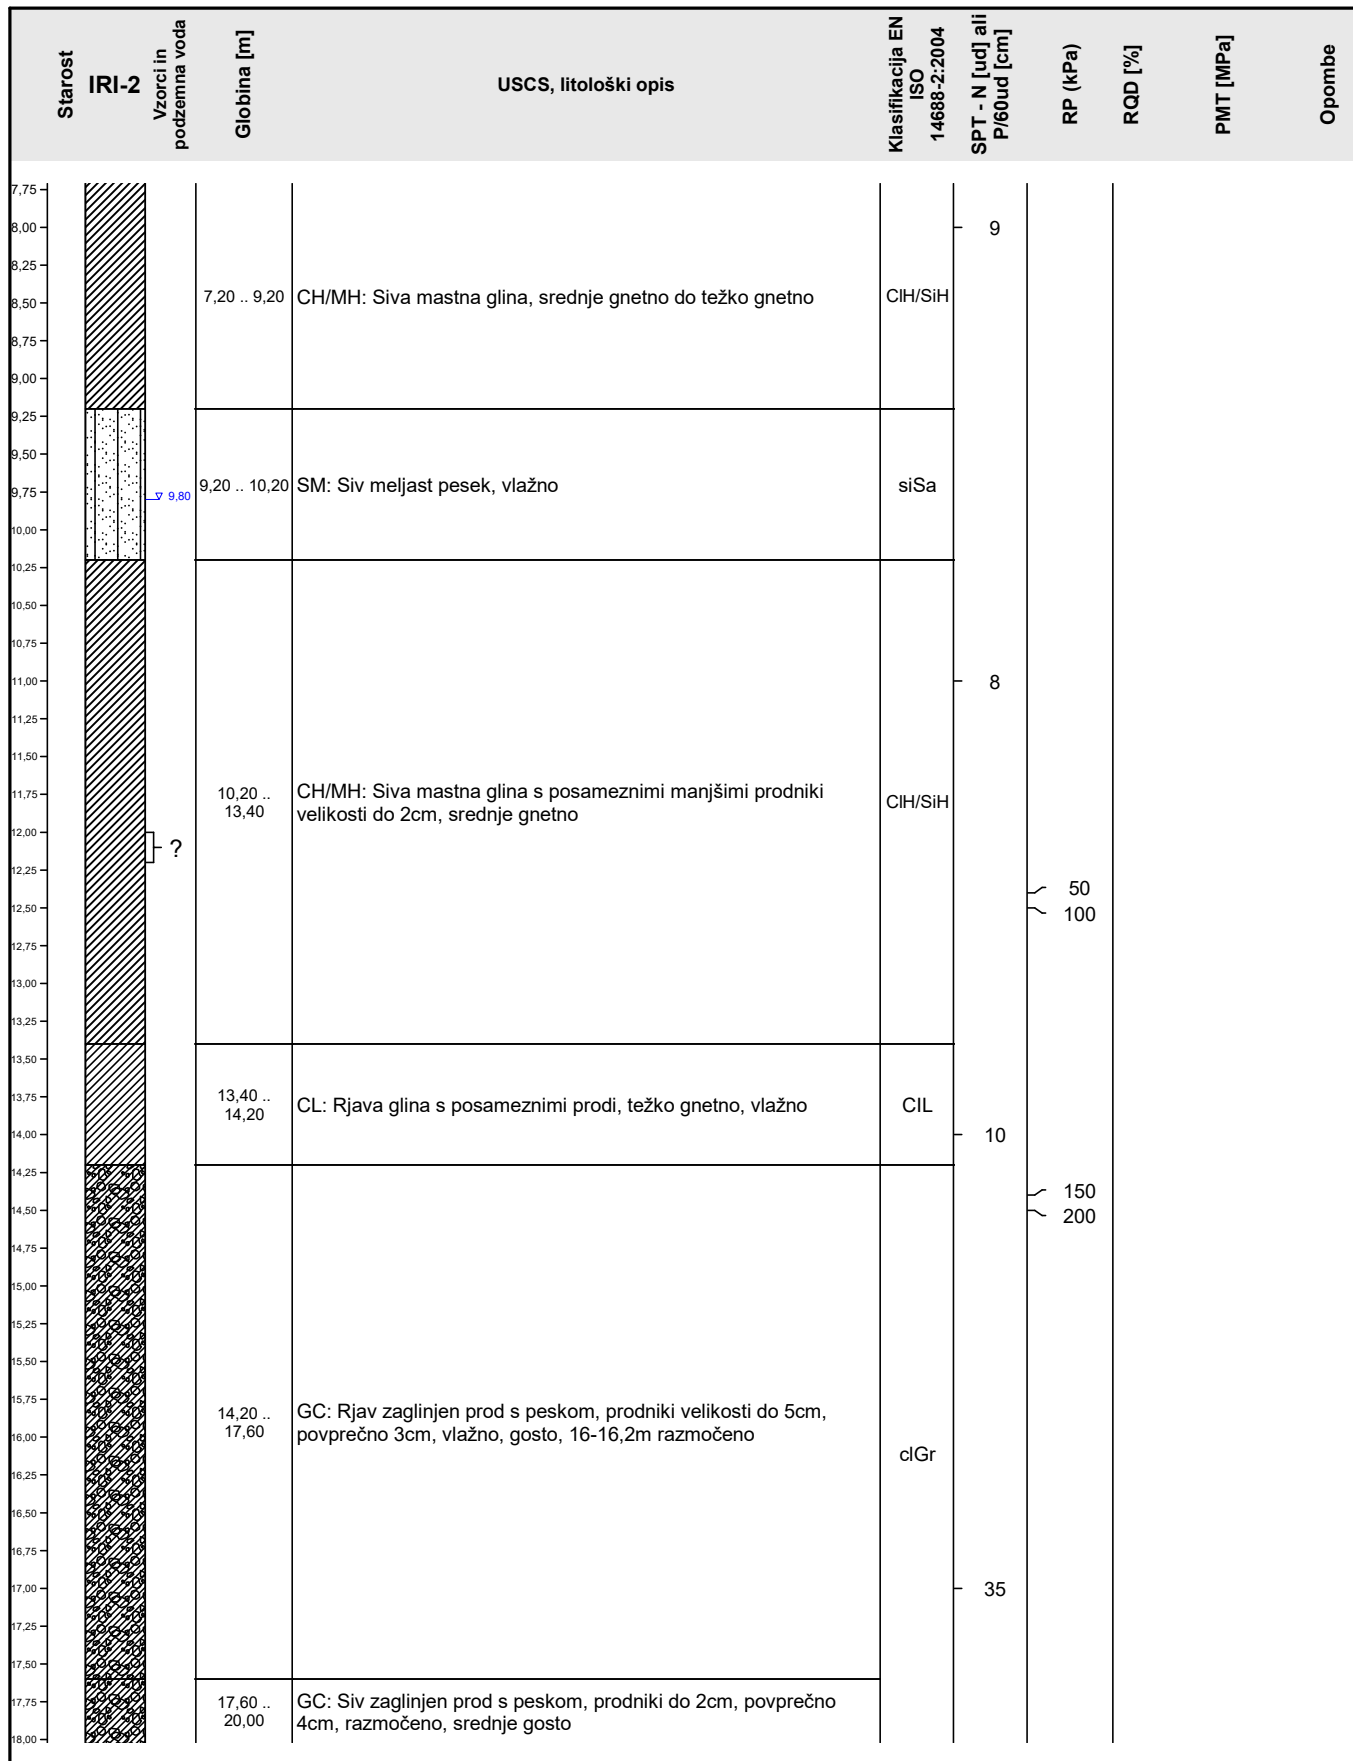 Starost
IRI-2
Vzorci in
podzemna voda
Globina [m]
USCS, litološki opis
Klasifikacija EN
ISO
14688-2:2004
SPT - N [ud] ali
P/60ud [cm]
RP (kPa)
RQD [%]
PMT [MPa]
Opombe
7,75
8,00
9
8,25
7,20 .. 9,20
CH/MH: Siva mastna glina, srednje gnetno do težko gnetno
ClH/SiH
8,50
8,75
9,00
9,25
9,50
9,20 .. 10,20
SM: Siv meljast pesek, vlažno
siSa
9,75
9,80
10,00
10,25
10,50
10,75
11,00
8
11,25
11,50
11,75
10,20 ..
13,40
CH/MH: Siva mastna glina s posameznimi manjšimi prodniki
velikosti do 2cm, srednje gnetno
ClH/SiH
12,00
?
12,25
50
12,50
100
12,75
13,00
13,25
13,50
13,75
13,40 ..
14,20
CL: Rjava glina s posameznimi prodi, težko gnetno, vlažno
ClL
14,00
10
14,25
150
14,50
200
14,75
15,00
15,25
15,50
15,75
14,20 ..
17,60
GC: Rjav zaglinjen prod s peskom, prodniki velikosti do 5cm,
povprečno 3cm, vlažno, gosto, 16-16,2m razmočeno
clGr
16,00
16,25
16,50
16,75
17,00
35
17,25
17,50
17,75
17,60 ..
20,00
GC: Siv zaglinjen prod s peskom, prodniki do 2cm, povprečno
4cm, razmočeno, srednje gosto
18,00